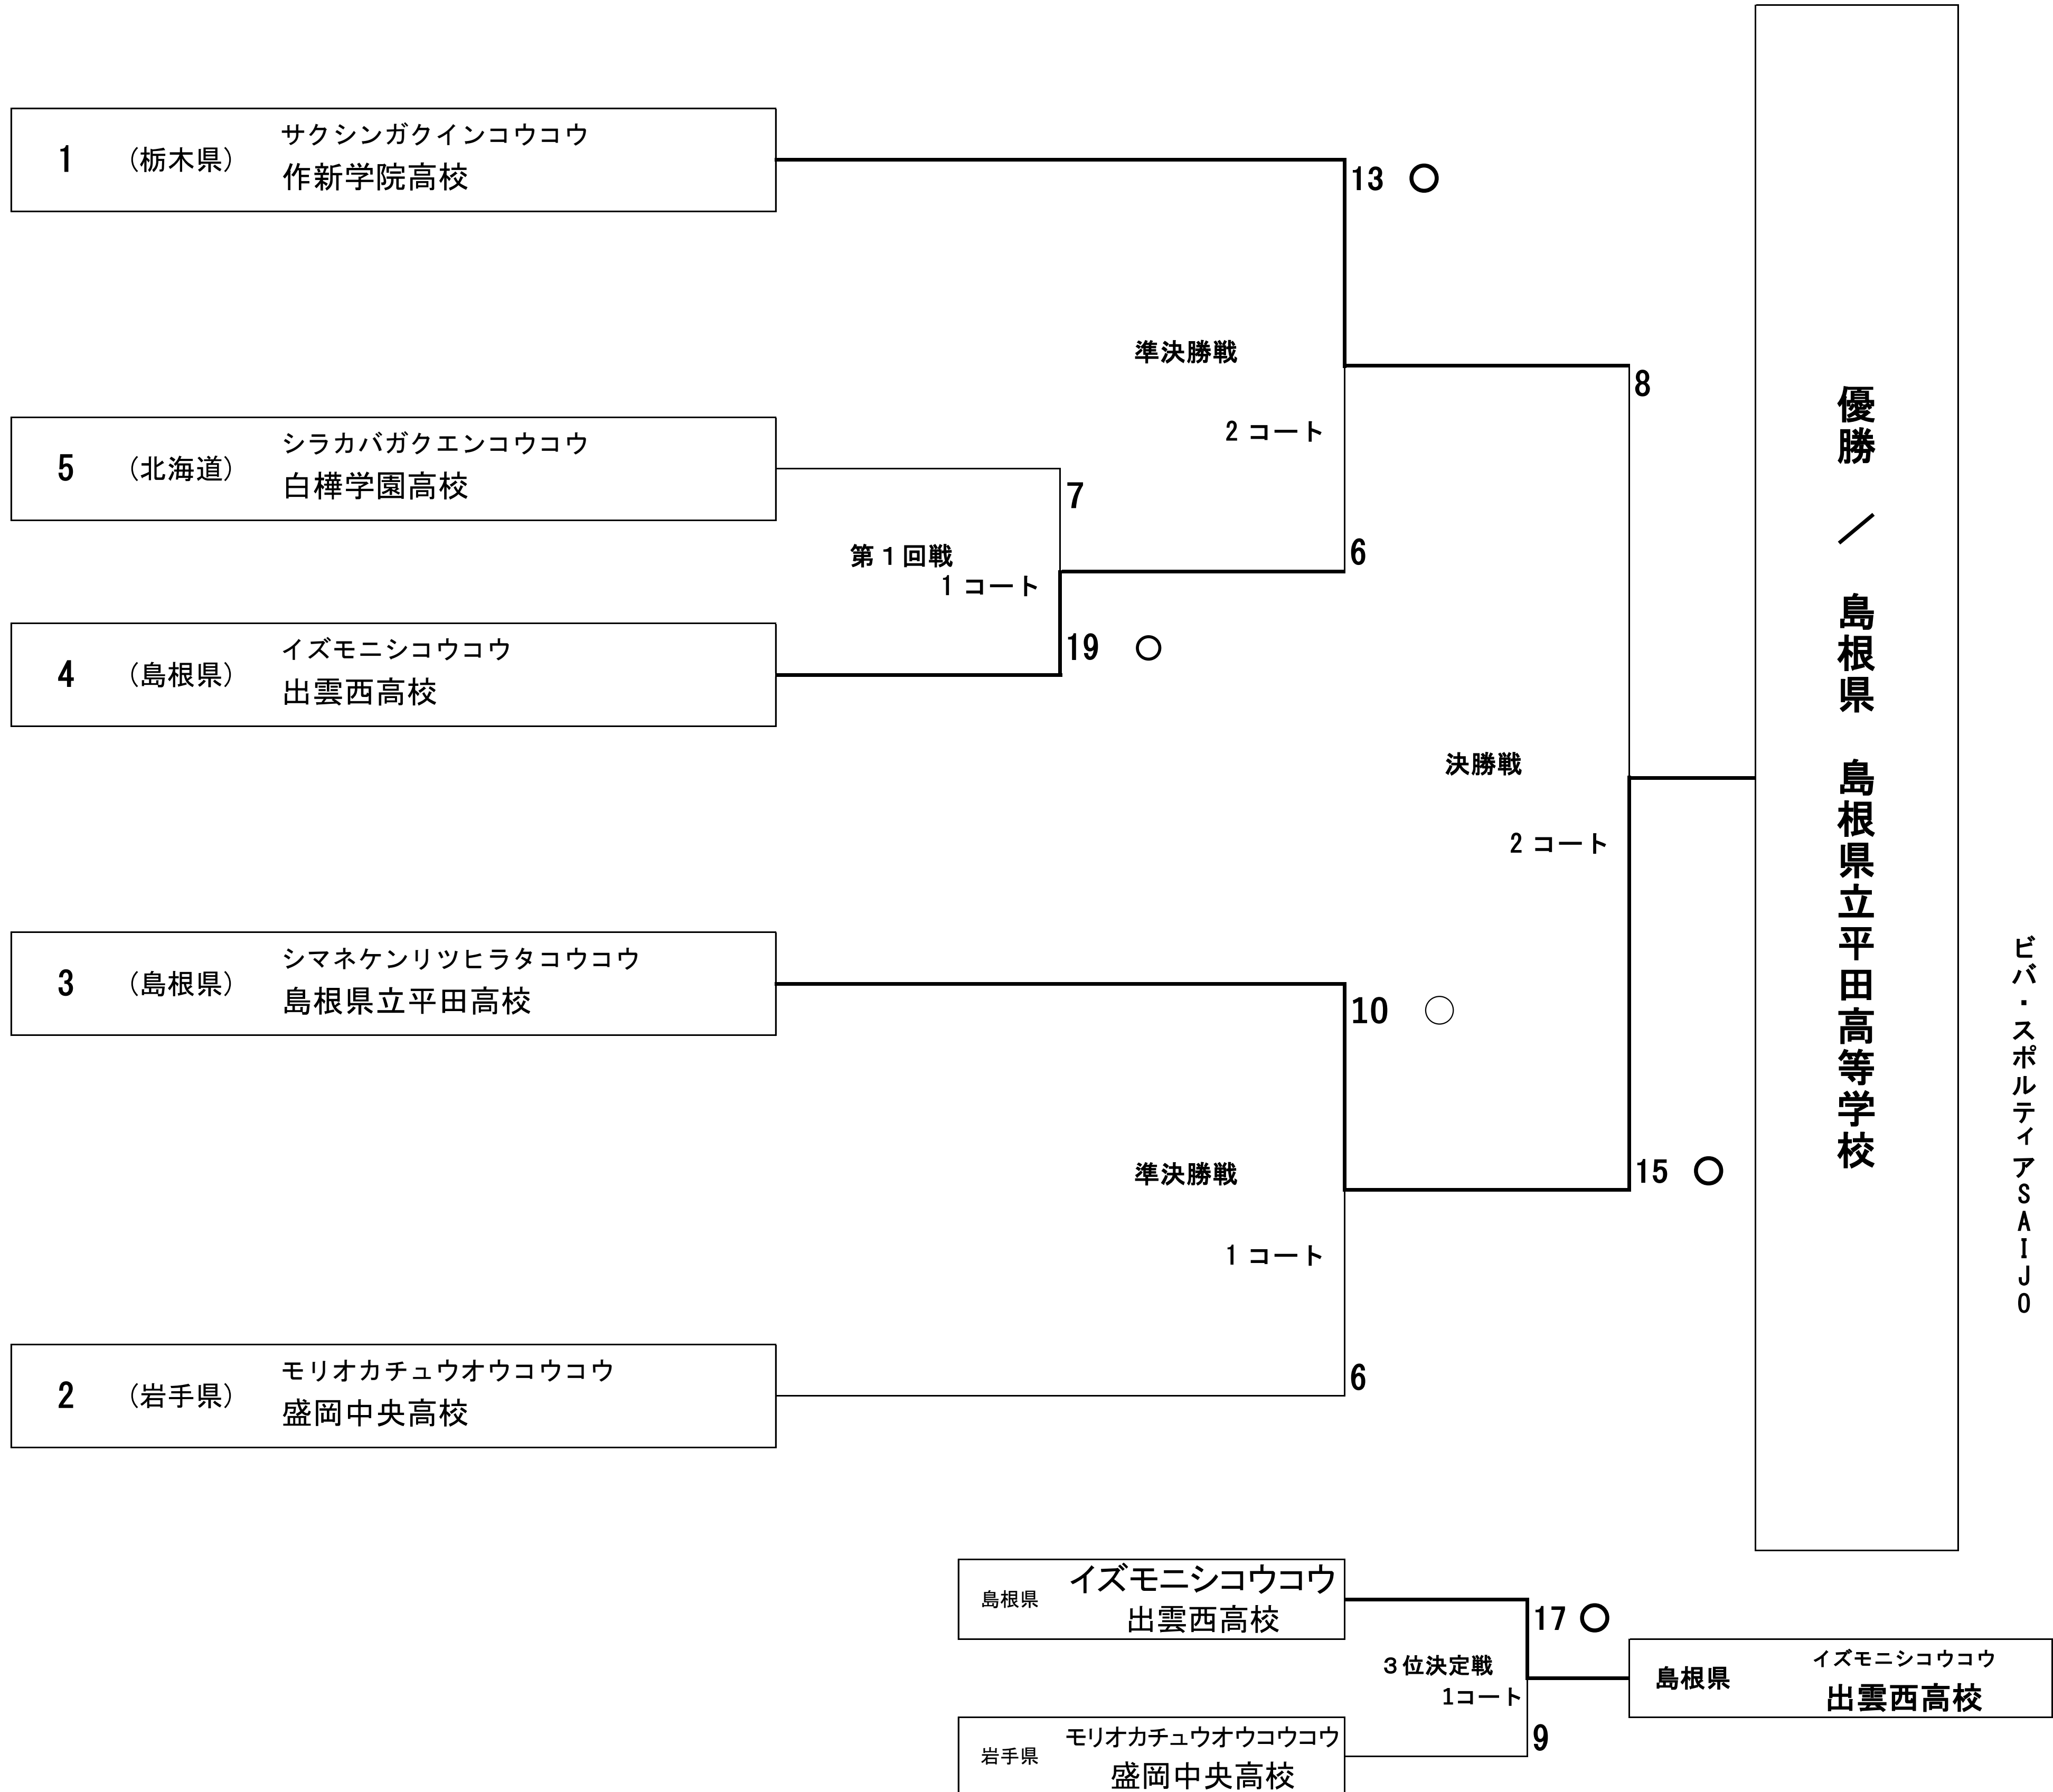 1 （栃木県） サクシンガクインコウコウ
作新学院高校
13 ○
準決勝戦
8
2 コート
5 （北海道） シラカバガクエンコウコウ
白樺学園高校
7
第１回戦
1 コート
6
4 （島根県） イズモニシコウコウ
出雲西高校
19 ○
決勝戦
2 コート
3 （島根県） シマネケンリツヒラタコウコウ
島根県立平田高校
10 ○
準決勝戦
15 ○
1 コート
2 （岩手県） モリオカチュウオウコウコウ
盛岡中央高校
6
優勝 ／ 島根県 島根県立平田高等学校
ビバ・スポルティアＳＡＩＪＯ
島根県 イズモニシコウコウ
出雲西高校
17 ○
３位決定戦
1コート
島根県 イズモニシコウコウ
出雲西高校
9
岩手県 モリオカチュウオウコウコウ
盛岡中央高校